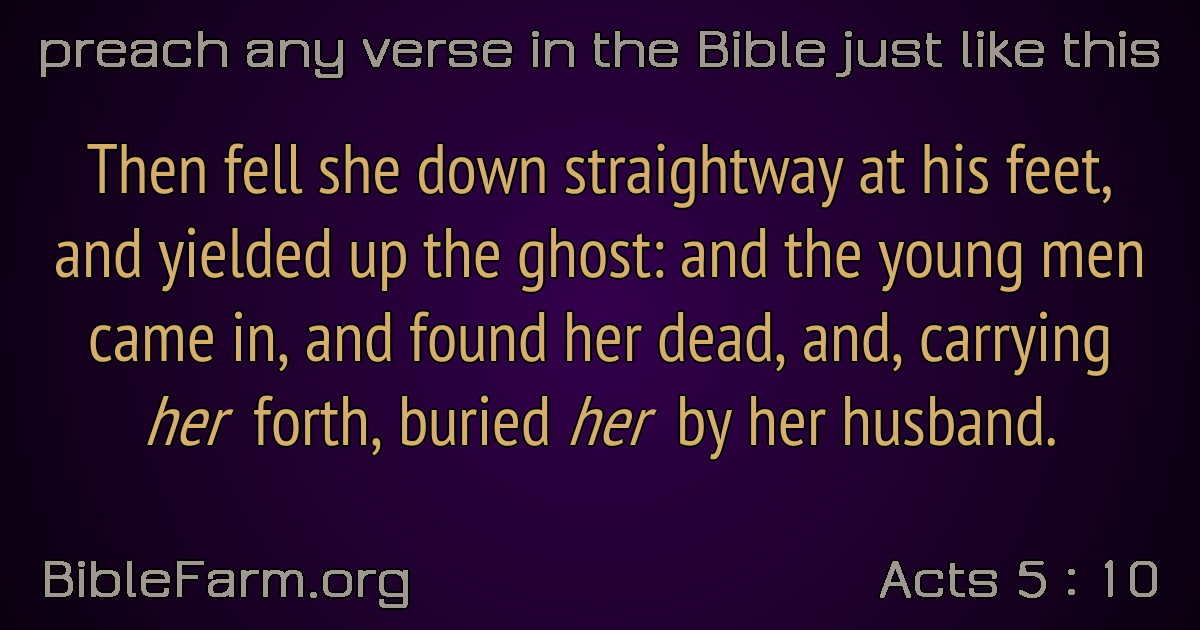 preach any verse in the Bible just like this
Then fell she down straightway at his feet,
and yielded up the ghost: and the young men
came in, and found her dead, and, carrying
her forth, buried her by her husband.
BibleFarm.org
Acts 5 : 10